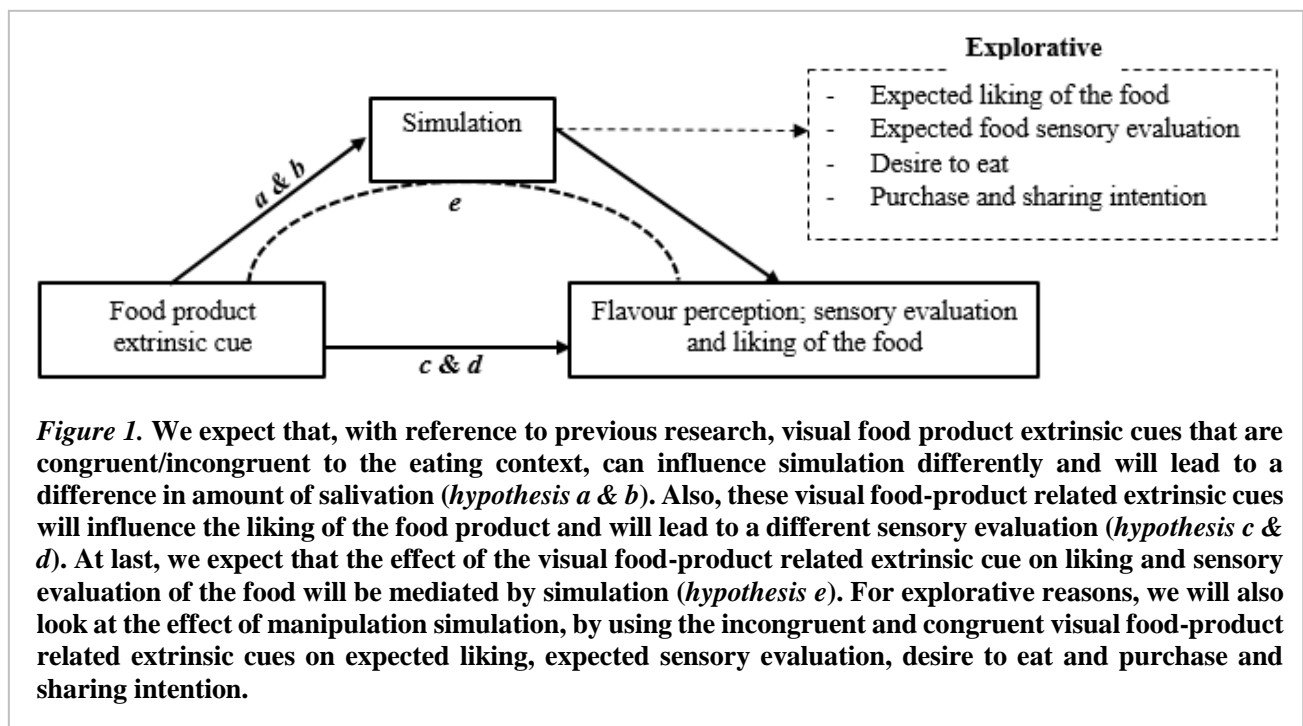 Explorative
- Expected liking of the food
- Expected food sensory evaluation
- Desire to eat
- Purchase and sharing intention
Simulation
a & b
e
Food product
extrinsic cue
c & d
Flavour perception; sensory evaluation
and liking of the food
Figure 1. We expect that, with reference to previous research, visual food product extrinsic cues that are
congruent/incongruent to the eating context, can influence simulation differently and will lead to a
difference in amount of salivation (hypothesis a & b). Also, these visual food-product related extrinsic cues
will influence the liking of the food product and will lead to a different sensory evaluation (hypothesis c &
d). At last, we expect that the effect of the visual food-product related extrinsic cue on liking and sensory
evaluation of the food will be mediated by simulation (hypothesis e). For explorative reasons, we will also
look at the effect of manipulation simulation, by using the incongruent and congruent visual food-product
related extrinsic cues on expected liking, expected sensory evaluation, desire to eat and purchase and
sharing intention.